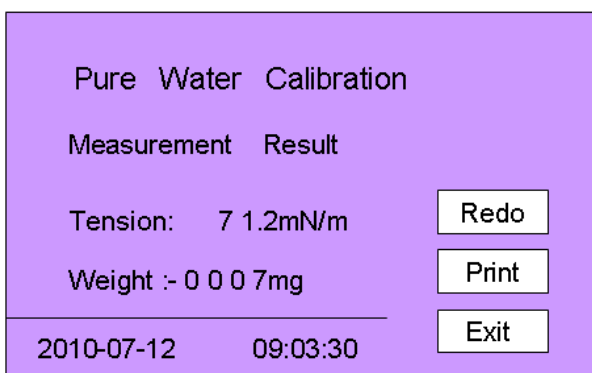 Pure Water Calibration
Measurement Result
Tension: 7 1.2mN/m
Weight :- 0 0 0 7mg
2010-07-12 09:03:30
Redo
Print
Exit